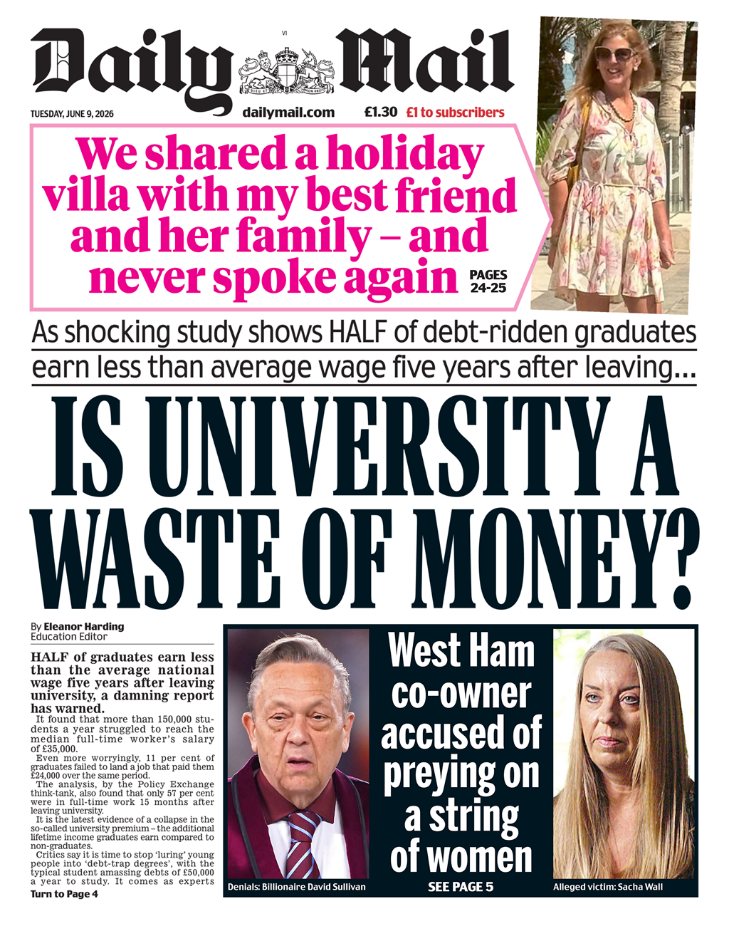 VI
Daily Mail
TUESDAY, JUNE 9, 2026
dailymail.com
£1.30 £1 to subscribers
We shared a holiday
villa with my best friend
and her family – and
never spoke again
PAGES
24-25
As shocking study shows HALF of debt-ridden graduates
earn less than average wage five years after leaving...
IS UNIVERSITY A
WASTE OF MONEY?
By Eleanor Harding
Education Editor
HALF of graduates earn less
than the average national
wage five years after leaving
university, a damning report
has warned.
It found that more than 150,000 stu-
dents a year struggled to reach the
median full-time worker's salary
of £35,000.
Even more worryingly, 11 per cent of
graduates failed to land a job that paid them
£24,000 over the same period.
The analysis, by the Policy Exchange
think-tank, also found that only 57 per cent
were in full-time work 15 months after
leaving university.
It is the latest evidence of a collapse in the
so-called university premium – the additional
lifetime income graduates earn compared to
non-graduates.
Critics say it is time to stop 'luring' young
people into 'debt-trap degrees', with the
typical student amassing debts of £50,000
a year to study. It comes as experts
Turn to Page 4
Denials: Billionaire David Sullivan
West Ham
co-owner
accused of
preying on
a string
of women
SEE PAGE 5
Alleged victim: Sacha Wall